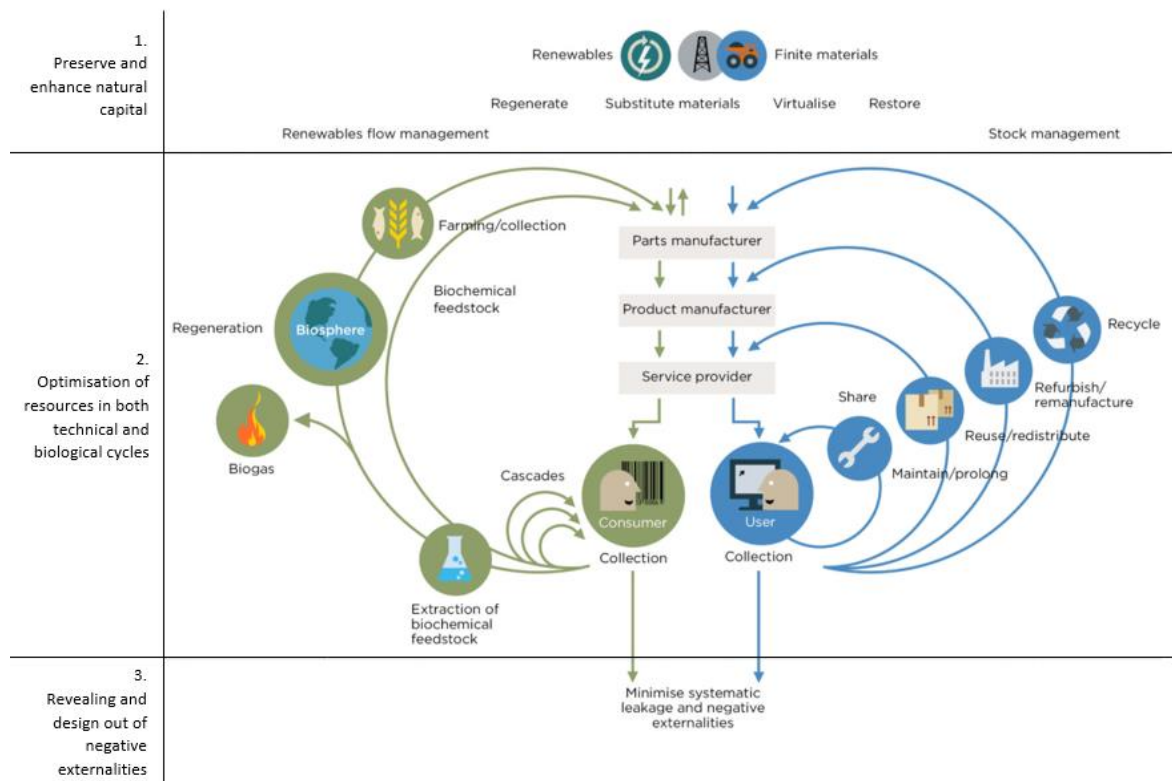 1.
Preserve and
enhance natural
capital
Renewables
Finite materials
Regenerate
Substitute materials
Virtualise
Restore
Renewables flow management
Stock management
2.
Optimisation of
resources in both
technical and
biological cycles
Farming/collection
Parts manufacturer
Biochemical
feedstock
Regeneration
Biosphere
Product manufacturer
Recycle
Service provider
Share
Refurbish/
remanufacture
Reuse/redistribute
Biogas
Cascades
Maintain/prolong
Consumer
User
Collection
Collection
Extraction of
biochemical
feedstock
3.
Revealing and
design out of
negative
externalities
Minimise systematic
leakage and negative
externalities